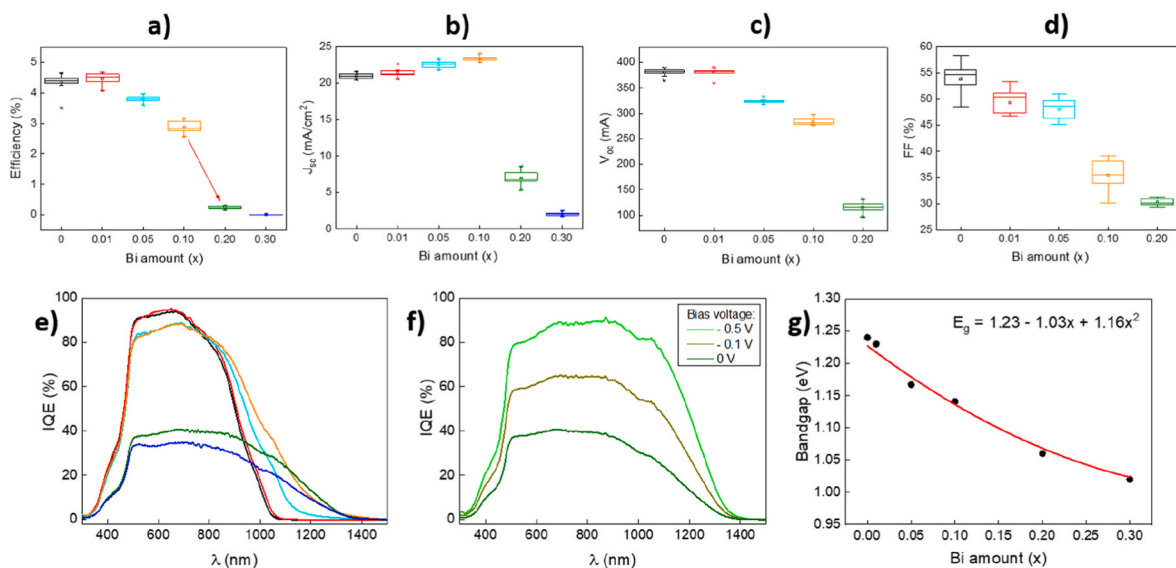 a)
b)
c)
d)
Efficiency (%)
5
4
3
2
1
0
0 0.01 0.05 0.10 0.20 0.30
Bi amount (x)
J_sc (mA/cm²)
25
20
15
10
5
0
0 0.01 0.05 0.10 0.20 0.30
Bi amount (x)
V_oc (mA)
400
350
300
250
200
150
100
0 0.01 0.05 0.10 0.20
Bi amount (x)
FF (%)
60
55
50
45
40
35
30
25
0 0.01 0.05 0.10 0.20
Bi amount (x)
e)
IQE (%)
100
80
60
40
20
0
400 600 800 1000 1200 1400
λ (nm)
f)
Bias voltage:
- 0.5 V
- 0.1 V
0 V
IQE (%)
100
80
60
40
20
0
400 600 800 1000 1200 1400
λ (nm)
g)
E_g = 1.23 - 1.03x + 1.16x²
Bandgap (eV)
1.30
1.25
1.20
1.15
1.10
1.05
1.00
0.95
0.00 0.05 0.10 0.15 0.20 0.25 0.30
Bi amount (x)